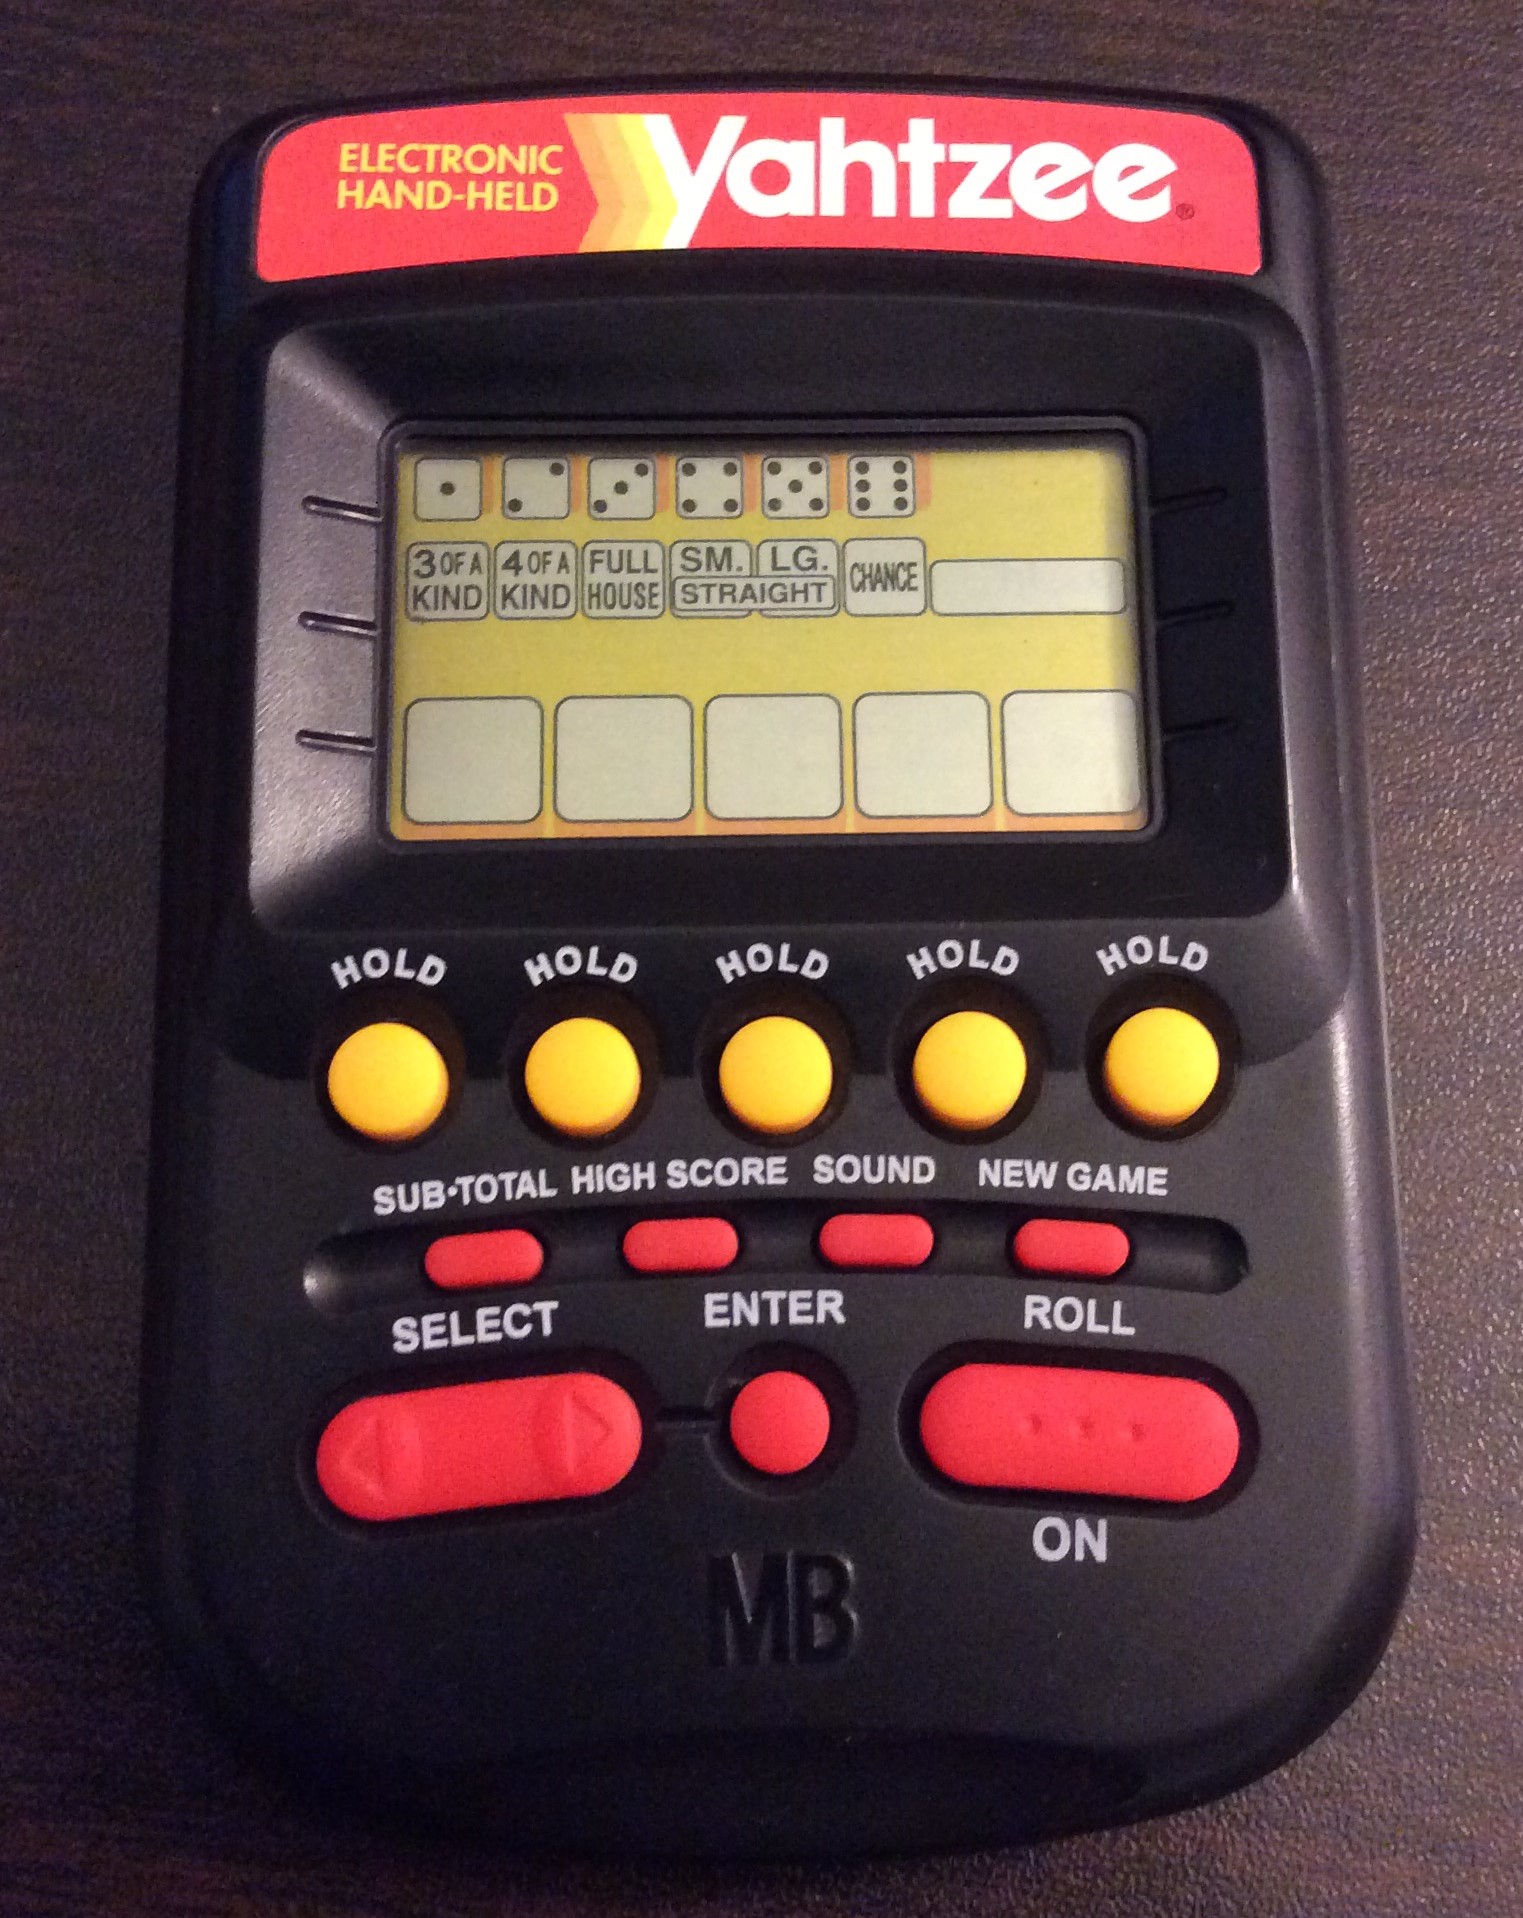 ELECTRONIC
HAND-HELD
Yahtzee®
3 OF A KIND
4 OF A KIND
FULL HOUSE
SM. LG.
STRAIGHT
CHANCE
HOLD HOLD HOLD HOLD HOLD
SUB•TOTAL HIGH SCORE SOUND NEW GAME
SELECT ENTER ROLL
ON
MB